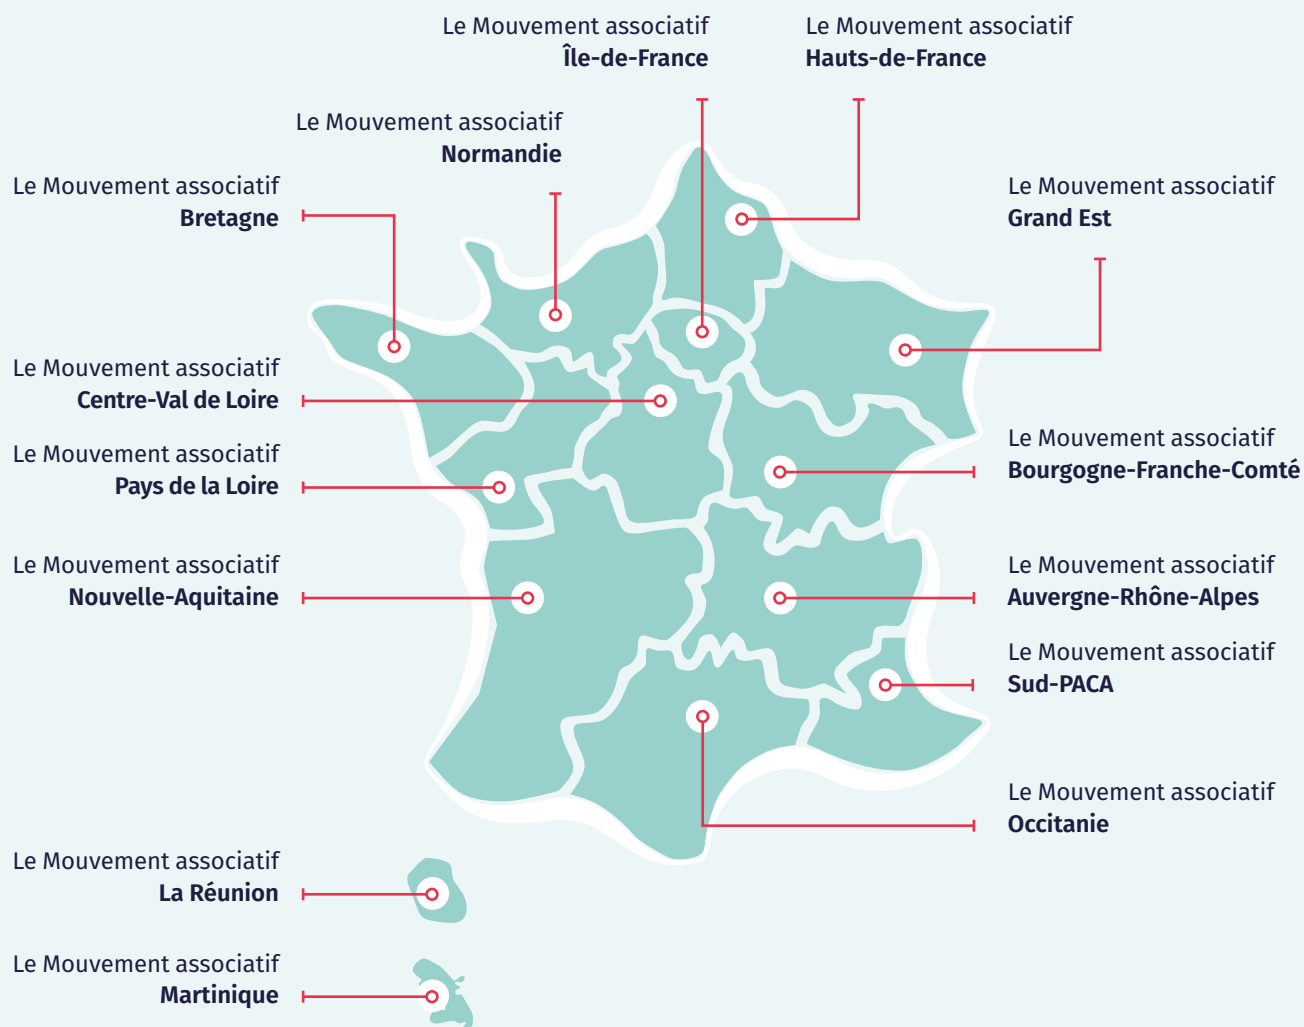 Le Mouvement associatif
Île-de-France
Le Mouvement associatif
Hauts-de-France
Le Mouvement associatif
Normandie
Le Mouvement associatif
Bretagne
Le Mouvement associatif
Grand Est
Le Mouvement associatif
Centre-Val de Loire
Le Mouvement associatif
Bourgogne-Franche-Comté
Le Mouvement associatif
Pays de la Loire
Le Mouvement associatif
Nouvelle-Aquitaine
Le Mouvement associatif
Auvergne-Rhône-Alpes
Le Mouvement associatif
Sud-PACA
Le Mouvement associatif
Occitanie
Le Mouvement associatif
La Réunion
Le Mouvement associatif
Martinique